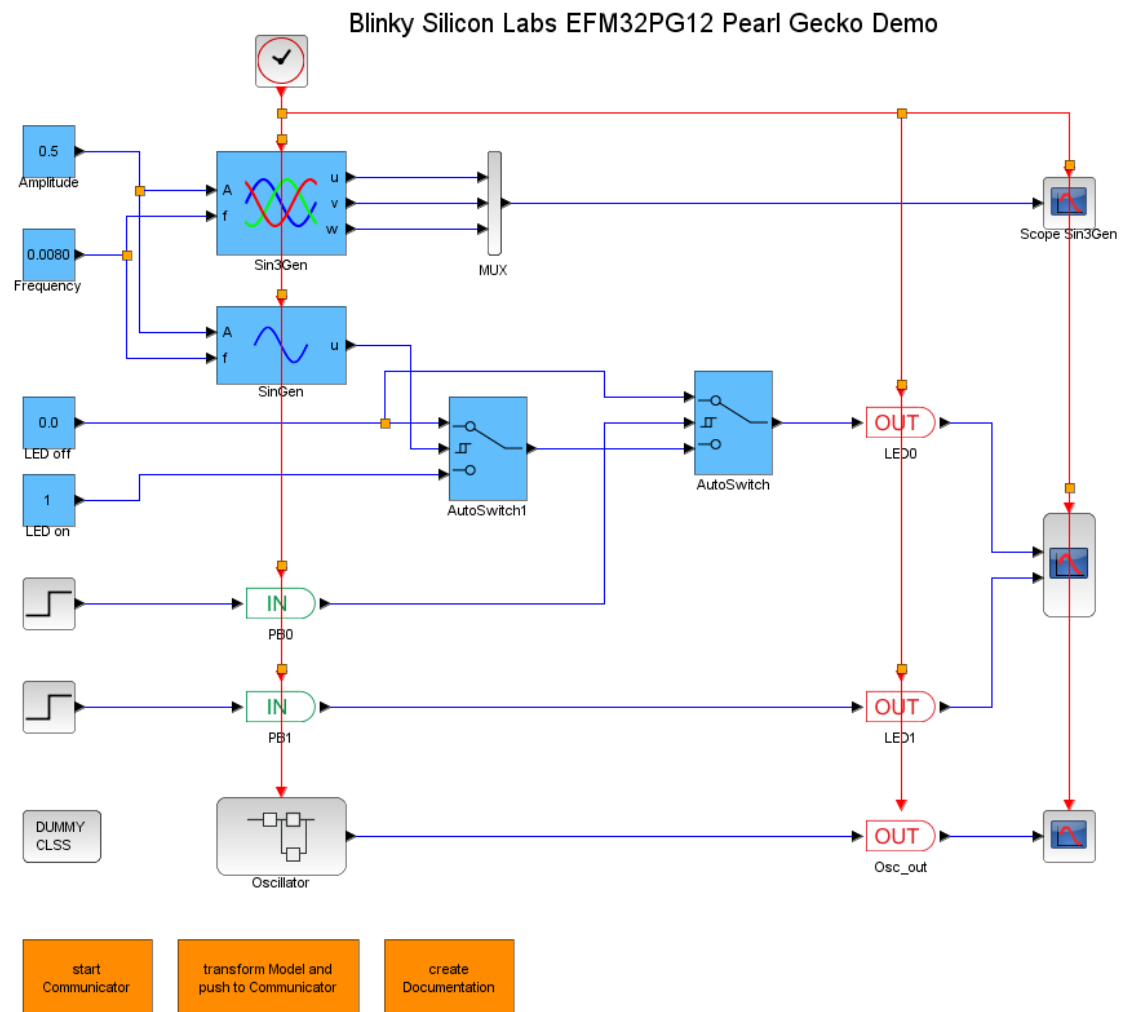 Blinky Silicon Labs EFM32PG12 Pearl Gecko Demo
0.5
Amplitude
A
f
u
v
w
Sin3Gen
MUX
Scope Sin3Gen
0.0080
Frequency
A
f
u
SinGen
0.0
LED off
1
LED on
AutoSwitch1
AutoSwitch
OUT
LED0
IN
PB0
IN
PB1
OUT
LED1
DUMMY
CLSS
Oscillator
OUT
Osc_out
start
Communicator
transform Model and
push to Communicator
create
Documentation